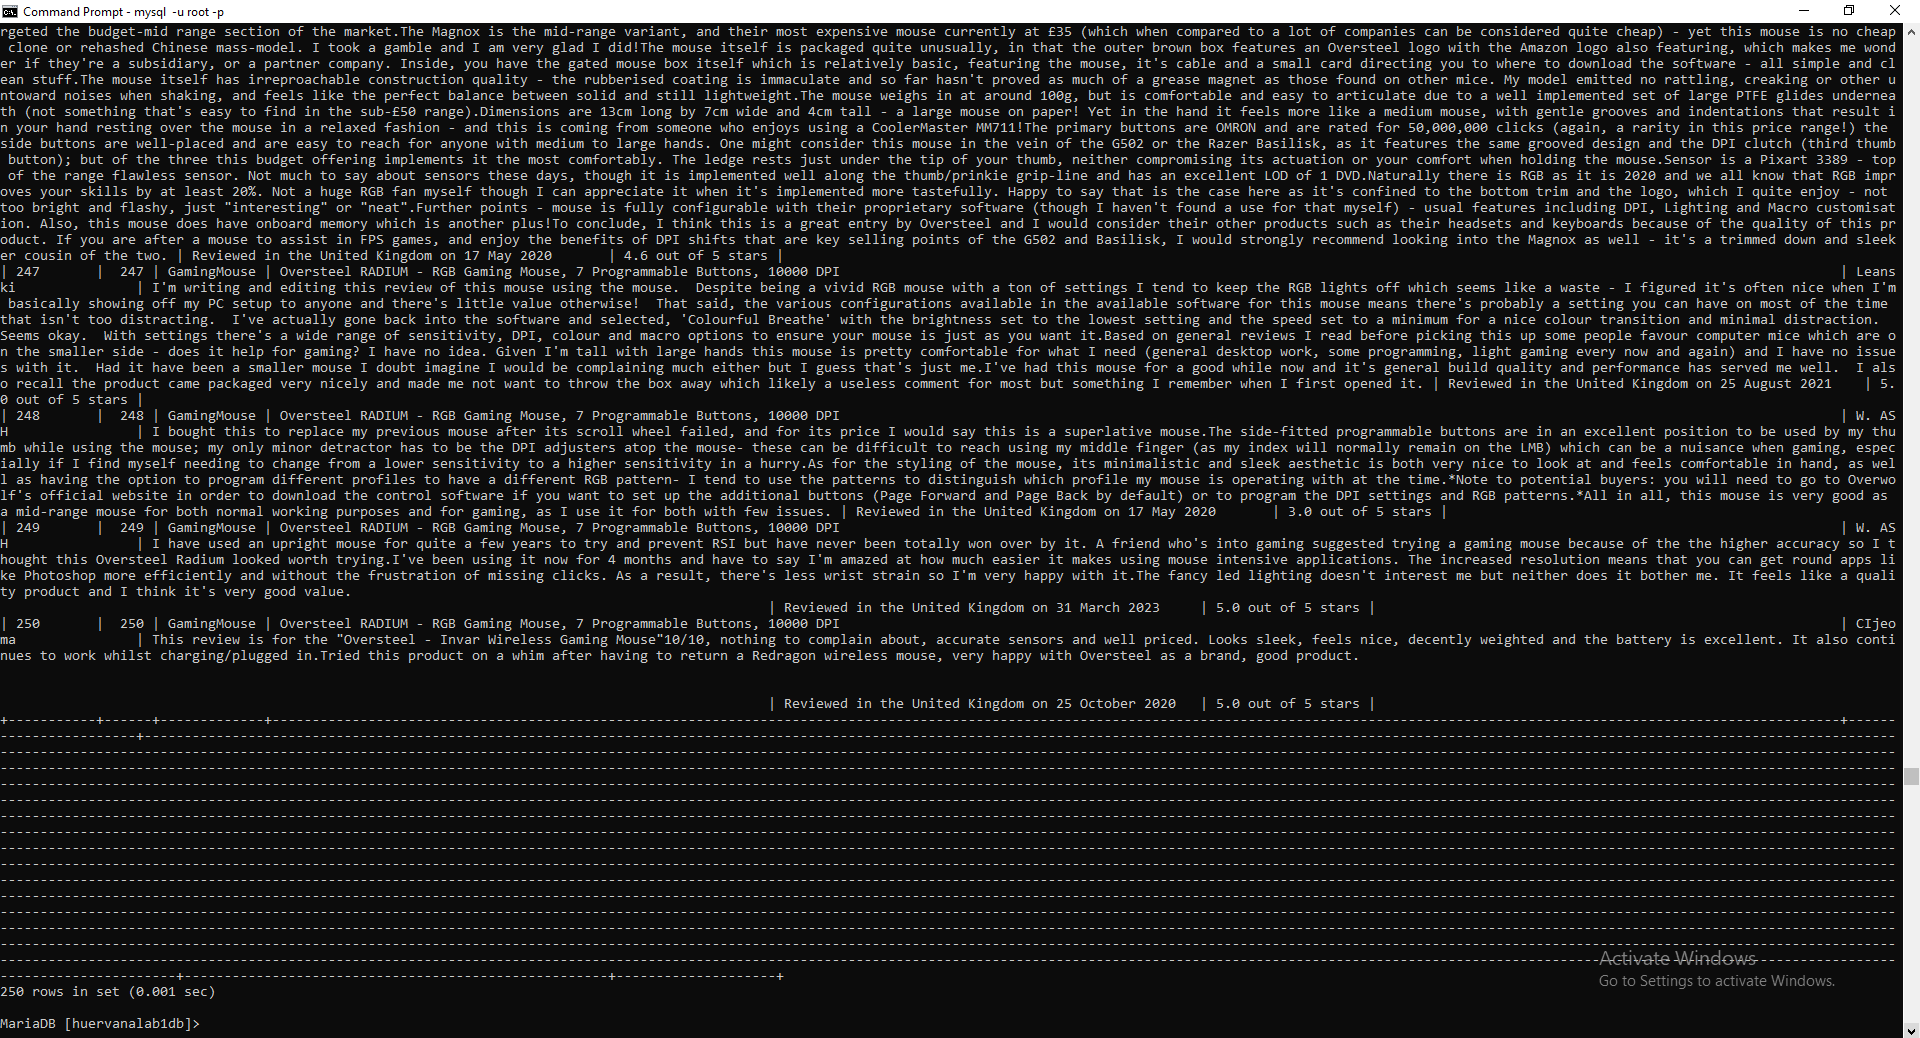 Command Prompt - mysql  -u root -p
rgeted the budget-mid range section of the market.The Magnox is the mid-range variant, and their most expensive mouse currently at £35 (which when compared to a lot of companies can be considered quite cheap) - yet this mouse is no cheap
 clone or rehashed Chinese mass-model. I took a gamble and I am very glad I did!The mouse itself is packaged quite unusually, in that the outer brown box features an Oversteel logo with the Amazon logo also featuring, which makes me wond
er if they're a subsidiary, or a partner company. Inside, you have the gated mouse box itself which is relatively basic, featuring the mouse, it's cable and a small card directing you to where to download the software - all simple and cl
ean stuff.The mouse itself has irreproachable construction quality - the rubberised coating is immaculate and so far hasn't proved as much of a grease magnet as those found on other mice. My model emitted no rattling, creaking or other u
ntoward noises when shaking, and feels like the perfect balance between solid and still lightweight.The mouse weighs in at around 100g, but is comfortable and easy to articulate due to a well implemented set of large PTFE glides undernea
th (not something that's easy to find in the sub-£50 range).Dimensions are 13cm long by 7cm wide and 4cm tall - a large mouse on paper! Yet in the hand it feels more like a medium mouse, with gentle grooves and indentations that result i
n your hand resting over the mouse in a relaxed fashion - and this is coming from someone who enjoys using a CoolerMaster MM711!The primary buttons are OMRON and are rated for 50,000,000 clicks (again, a rarity in this price range!) the
side buttons are well-placed and are easy to reach for anyone with medium to large hands. One might consider this mouse in the vein of the G502 or the Razer Basilisk, as it features the same grooved design and the DPI clutch (third thumb
 button); but of the three this budget offering implements it the most comfortably. The ledge rests just under the tip of your thumb, neither compromising its actuation or your comfort when holding the mouse.Sensor is a Pixart 3389 - top
 of the range flawless sensor. Not much to say about sensors these days, though it is implemented well along the thumb/prinkie grip-line and has an excellent LOD of 1 DVD.Naturally there is RGB as it is 2020 and we all know that RGB impr
oves your skills by at least 20%. Not a huge RGB fan myself though I can appreciate it when it's implemented more tastefully. Happy to say that is the case here as it's confined to the bottom trim and the logo, which I quite enjoy - not
too bright and flashy, just "interesting" or "neat".Further points - mouse is fully configurable with their proprietary software (though I haven't found a use for that myself) - usual features including DPI, Lighting and Macro customisat
ion. Also, this mouse does have onboard memory which is another plus!To conclude, I think this is a great entry by Oversteel and I would consider their other products such as their headsets and keyboards because of the quality of this pr
oduct. If you are after a mouse to assist in FPS games, and enjoy the benefits of DPI shifts that are key selling points of the G502 and Basilisk, I would strongly recommend looking into the Magnox as well - it's a trimmed down and sleek
er cousin of the two. | Reviewed in the United Kingdom on 17 May 2020       | 4.6 out of 5 stars |
| 247       |  247 | GamingMouse | Oversteel RADIUM - RGB Gaming Mouse, 7 Programmable Buttons, 10000 DPI | Leans
ki               | I'm writing and editing this review of this mouse using the mouse.  Despite being a vivid RGB mouse with a ton of settings I tend to keep the RGB lights off which seems like a waste - I figured it's often nice when I'm
 basically showing off my PC setup to anyone and there's little value otherwise!  That said, the various configurations available in the available software for this mouse means there's probably a setting you can have on most of the time
that isn't too distracting.  I've actually gone back into the software and selected, 'Colourful Breathe' with the brightness set to the lowest setting and the speed set to a minimum for a nice colour transition and minimal distraction.
Seems okay.  With settings there's a wide range of sensitivity, DPI, colour and macro options to ensure your mouse is just as you want it.Based on general reviews I read before picking this up some people favour computer mice which are o
n the smaller side - does it help for gaming? I have no idea. Given I'm tall with large hands this mouse is pretty comfortable for what I need (general desktop work, some programming, light gaming every now and again) and I have no issue
s with it.  Had it have been a smaller mouse I doubt imagine I would be complaining much either but I guess that's just me.I've had this mouse for a good while now and it's general build quality and performance has served me well.  I als
o recall the product came packaged very nicely and made me not want to throw the box away which likely a useless comment for most but something I remember when I first opened it. | Reviewed in the United Kingdom on 25 August 2021    | 5.
0 out of 5 stars |
| 248       |  248 | GamingMouse | Oversteel RADIUM - RGB Gaming Mouse, 7 Programmable Buttons, 10000 DPI | W. AS
H                | I bought this to replace my previous mouse after its scroll wheel failed, and for its price I would say this is a superlative mouse.The side-fitted programmable buttons are in an excellent position to be used by my thu
mb while using the mouse; my only minor detractor has to be the DPI adjusters atop the mouse- these can be difficult to reach using my middle finger (as my index will normally remain on the LMB) which can be a nuisance when gaming, espec
ially if I find myself needing to change from a lower sensitivity to a higher sensitivity in a hurry.As for the styling of the mouse, its minimalistic and sleek aesthetic is both very nice to look at and feels comfortable in hand, as wel
l as having the option to program different profiles to have a different RGB pattern- I tend to use the patterns to distinguish which profile my mouse is operating with at the time.*Note to potential buyers: you will need to go to Overwo
lf's official website in order to download the control software if you want to set up the additional buttons (Page Forward and Page Back by default) or to program the DPI settings and RGB patterns.*All in all, this mouse is very good as
a mid-range mouse for both normal working purposes and for gaming, as I use it for both with few issues. | Reviewed in the United Kingdom on 17 May 2020       | 3.0 out of 5 stars |
| 249       |  249 | GamingMouse | Oversteel RADIUM - RGB Gaming Mouse, 7 Programmable Buttons, 10000 DPI | W. AS
H                | I have used an upright mouse for quite a few years to try and prevent RSI but have never been totally won over by it. A friend who's into gaming suggested trying a gaming mouse because of the the higher accuracy so I t
hought this Oversteel Radium looked worth trying.I've been using it now for 4 months and have to say I'm amazed at how much easier it makes using mouse intensive applications. The increased resolution means that you can get round apps li
ke Photoshop more efficiently and without the frustration of missing clicks. As a result, there's less wrist strain so I'm very happy with it.The fancy led lighting doesn't interest me but neither does it bother me. It feels like a quali
ty product and I think it's very good value.
| Reviewed in the United Kingdom on 31 March 2023     | 5.0 out of 5 stars |
| 250       |  250 | GamingMouse | Oversteel RADIUM - RGB Gaming Mouse, 7 Programmable Buttons, 10000 DPI | CIjeo
ma               | This review is for the "Oversteel - Invar Wireless Gaming Mouse"10/10, nothing to complain about, accurate sensors and well priced. Looks sleek, feels nice, decently weighted and the battery is excellent. It also conti
nues to work whilst charging/plugged in.Tried this product on a whim after having to return a Redragon wireless mouse, very happy with Oversteel as a brand, good product.
| Reviewed in the United Kingdom on 25 October 2020   | 5.0 out of 5 stars |
250 rows in set (0.001 sec)
MariaDB [huervanalab1db]>
Activate Windows
Go to Settings to activate Windows.